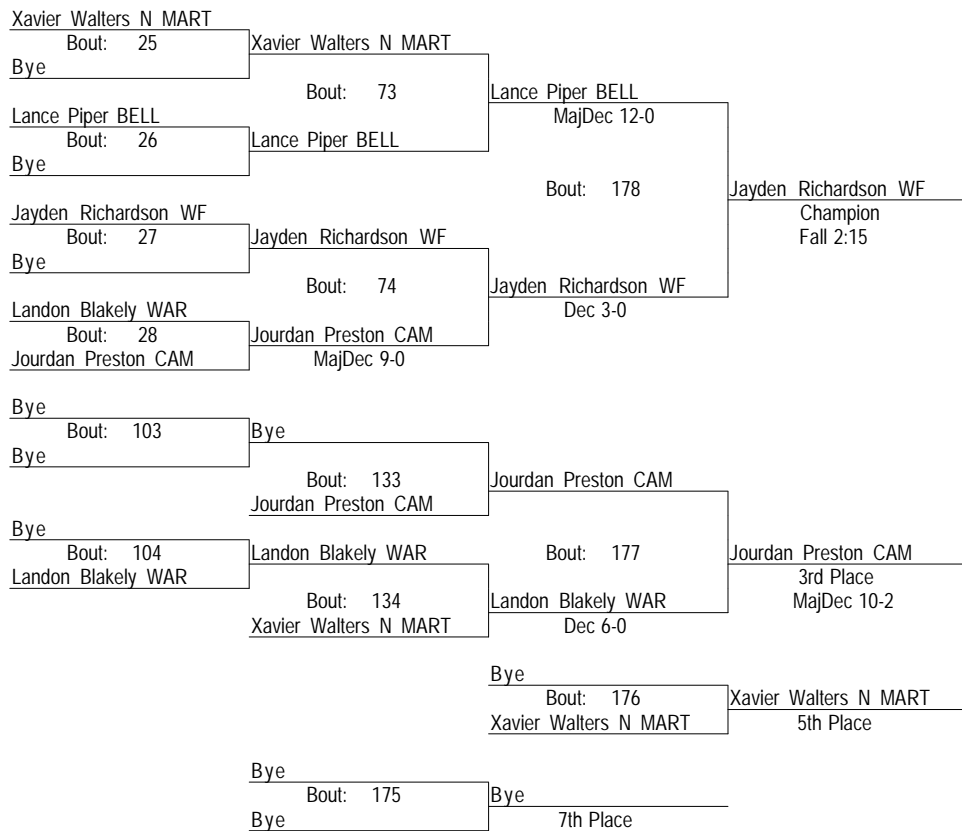 Xavier Walters N MART
Bout: 25
Xavier Walters N MART
Bye
Bout: 73
Lance Piper BELL
Lance Piper BELL
MajDec 12-0
Bout: 26
Lance Piper BELL
Bye
Bout: 178
Jayden Richardson WF
Jayden Richardson WF
Champion
Bout: 27
Jayden Richardson WF
Fall 2:15
Bye
Bout: 74
Jayden Richardson WF
Landon Blakely WAR
Dec 3-0
Bout: 28
Jourdan Preston CAM
Jourdan Preston CAM
MajDec 9-0
Bye
Bout: 103
Bye
Bye
Bout: 133
Jourdan Preston CAM
Jourdan Preston CAM
Bye
Bout: 104
Landon Blakely WAR
Bout: 177
Jourdan Preston CAM
Landon Blakely WAR
3rd Place
Bout: 134
Landon Blakely WAR
MajDec 10-2
Xavier Walters N MART
Dec 6-0
Bye
Bout: 176
Xavier Walters N MART
Xavier Walters N MART
5th Place
Bye
Bout: 175
Bye
Bye
7th Place